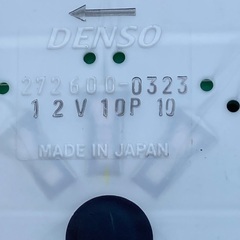 DENSO
272600-0323
12V 10P 10
MADE IN JAPAN